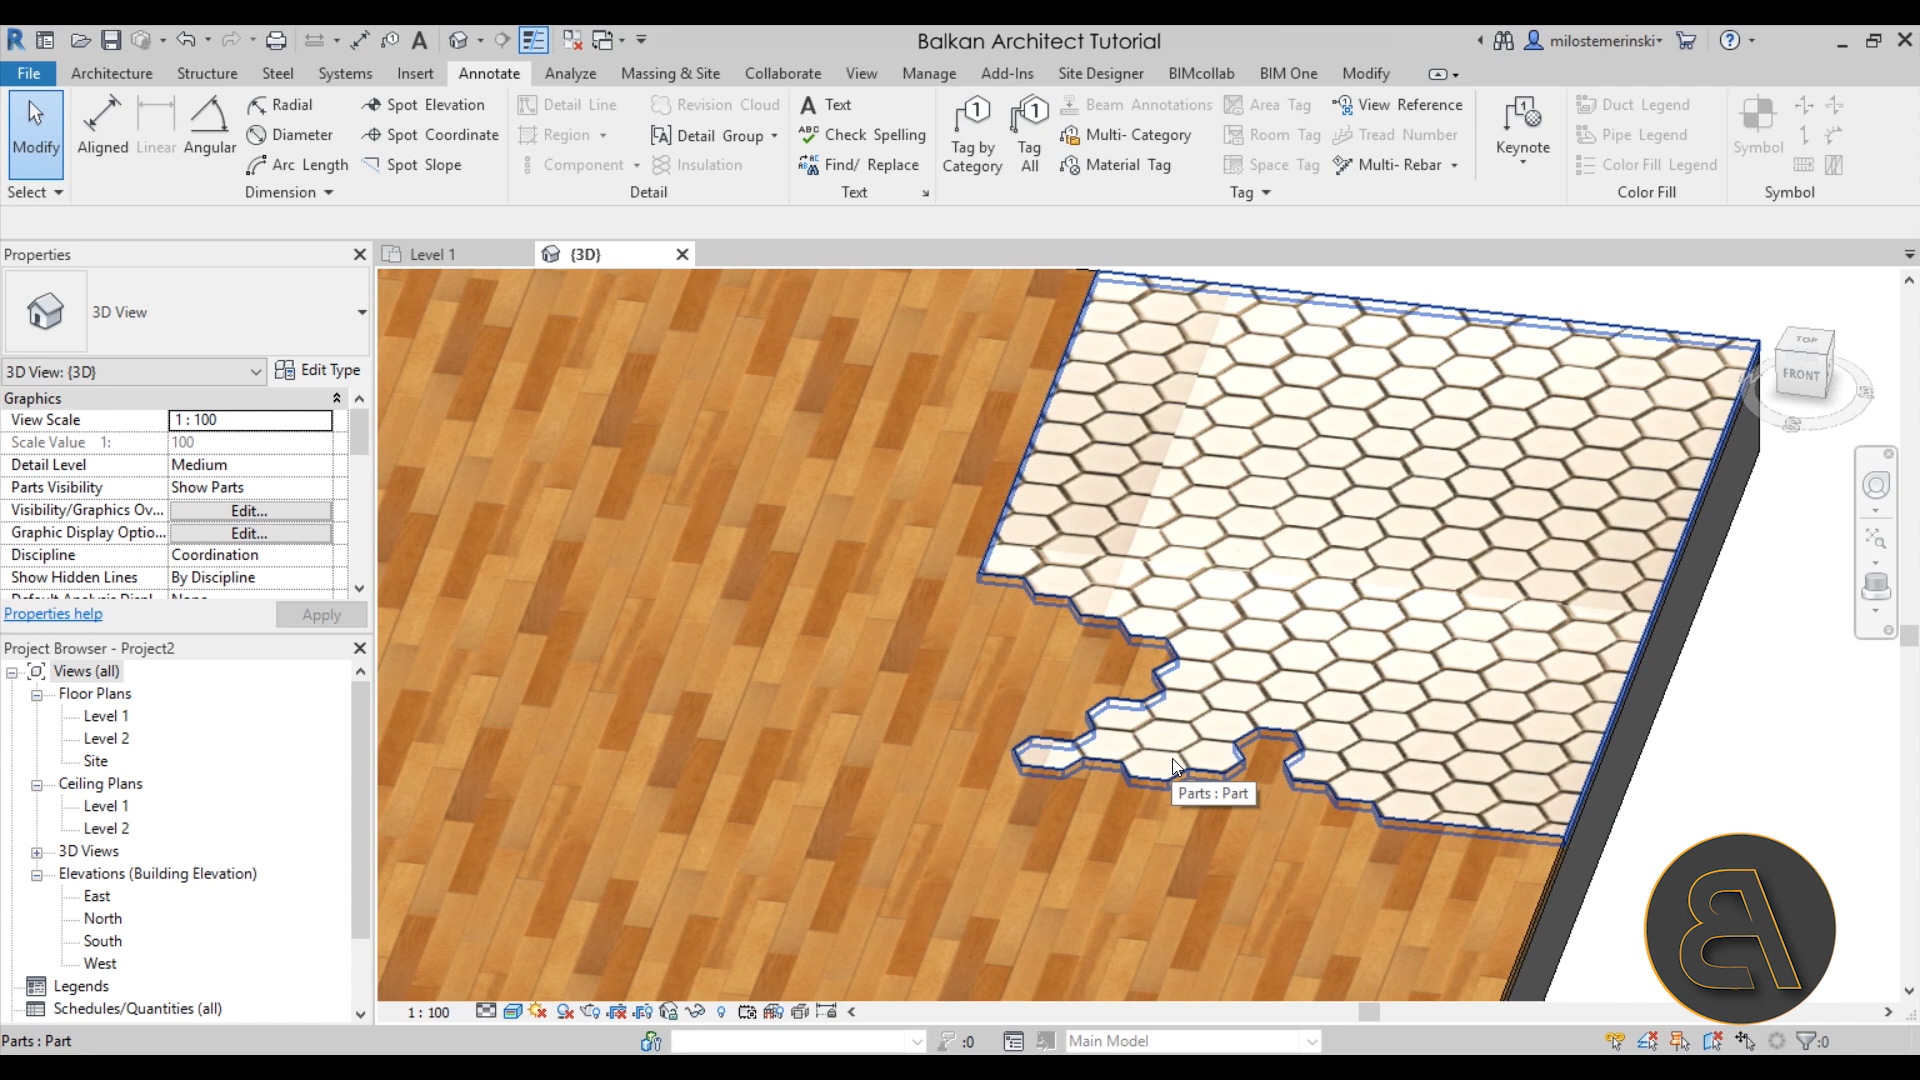 Balkan Architect Tutorial
milostemerinski
File Architecture Structure Steel Systems Insert Annotate Analyze Massing & Site Collaborate View Manage Add-Ins Site Designer BIMcollab BIM One Modify
Modify
Select
Aligned
Linear
Angular
Radial
Diameter
Arc Length
Spot Elevation
Spot Coordinate
Spot Slope
Dimension
Detail Line
Region
Component
Revision Cloud
Detail Group
Insulation
Detail
Text
Check Spelling
Find/ Replace
Text
Tag by
Category
Tag
All
Beam Annotations
Multi- Category
Material Tag
Area Tag
Room Tag
Space Tag
View Reference
Tread Number
Multi- Rebar
Tag
Keynote
Duct Legend
Pipe Legend
Color Fill Legend
Color Fill
Symbol
Symbol
Properties
3D View
3D View: {3D}
Edit Type
Graphics
View Scale 1 : 100
Scale Value 1: 100
Detail Level Medium
Parts Visibility Show Parts
Visibility/Graphics Ov... Edit...
Graphic Display Optio... Edit...
Discipline Coordination
Show Hidden Lines By Discipline
Properties help
Apply
Project Browser - Project2
Views (all)
Floor Plans
Level 1
Level 2
Site
Ceiling Plans
Level 1
Level 2
3D Views
Elevations (Building Elevation)
East
North
South
West
Legends
Schedules/Quantities (all)
Level 1
{3D}
TOP
FRONT
Parts : Part
1 : 100
Parts : Part
:0
Main Model
:0